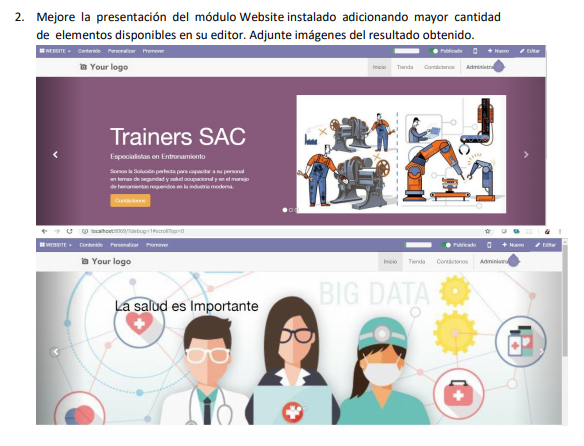 2. Mejore la presentación del módulo Website instalado adicionando mayor cantidad
de elementos disponibles en su editor. Adjunte imágenes del resultado obtenido.
WEBSITE Contenido Personalizar Promover Publicado + Nuevo Editar
Your logo Inicio Tienda Contáctenos Administra
Trainers SAC
Especialistas en Entrenamiento
Somos la Solución perfecta para capacitar a su personal
en temas de seguridad y salud ocupacional y en el manejo
de herramientas requeridos en la industria moderna.
Contáctenos
localhost:8069/?debug=1#scrollTop=0
WEBSITE Contenido Personalizar Promover Publicado + Nuevo Editar
Your logo Inicio Tienda Contáctenos Administra
BIG DATA
La salud es Importante